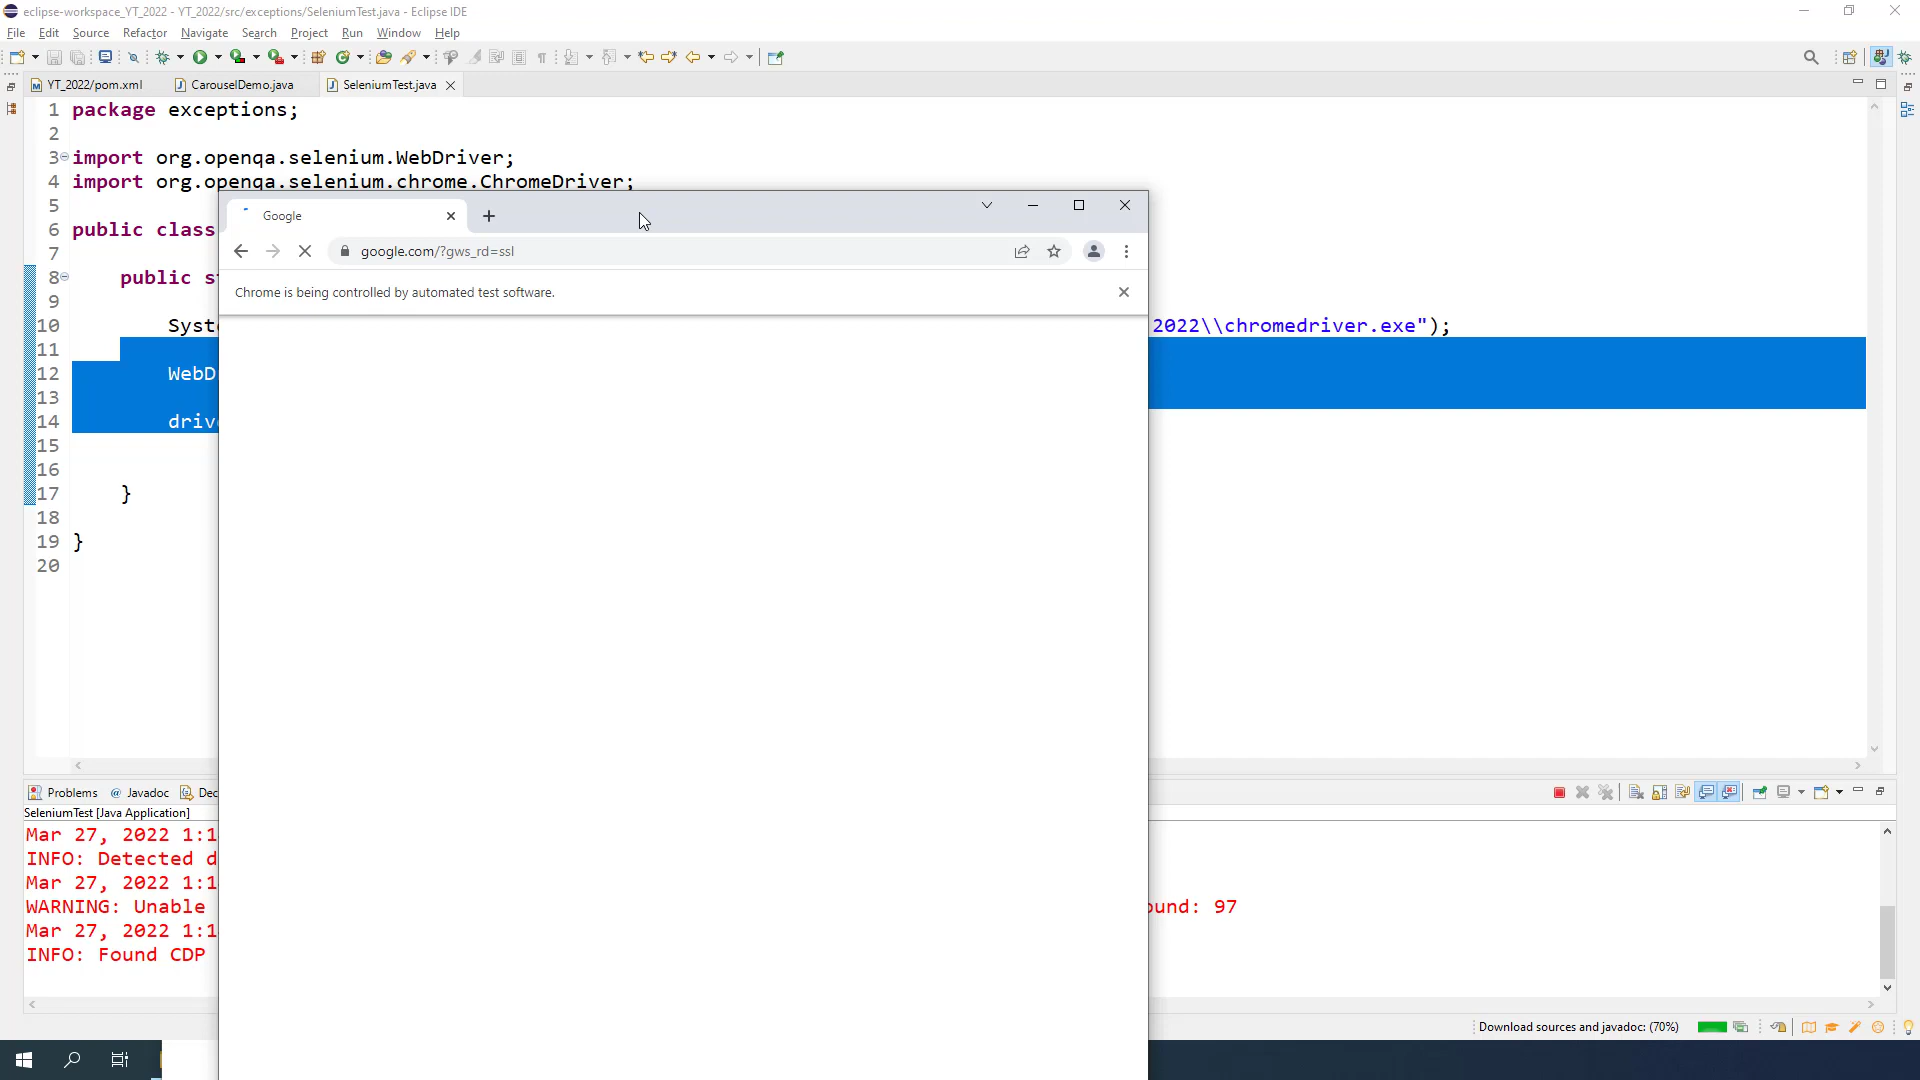 eclipse-workspace_YT_2022 - YT_2022/src/exceptions/SeleniumTest.java - Eclipse IDE
File Edit Source Refactor Navigate Search Project Run Window Help
YT_2022/pom.xml CarouselDemo.java SeleniumTest.java
1 package exceptions;
2
3 import org.openqa.selenium.WebDriver;
4 import org.openqa.selenium.chrome.ChromeDriver;
5
6 public class
7
8 public st
9
10 Syste 2022\\chromedriver.exe");
11
12 WebD
13
14 drive
15
16
17 }
18
19 }
20
Google
google.com/?gws_rd=ssl
Chrome is being controlled by automated test software.
Problems @ Javadoc Dec
SeleniumTest [Java Application]
Mar 27, 2022 1:1
INFO: Detected d
Mar 27, 2022 1:1
WARNING: Unable ound: 97
Mar 27, 2022 1:1
INFO: Found CDP
Download sources and javadoc: (70%)